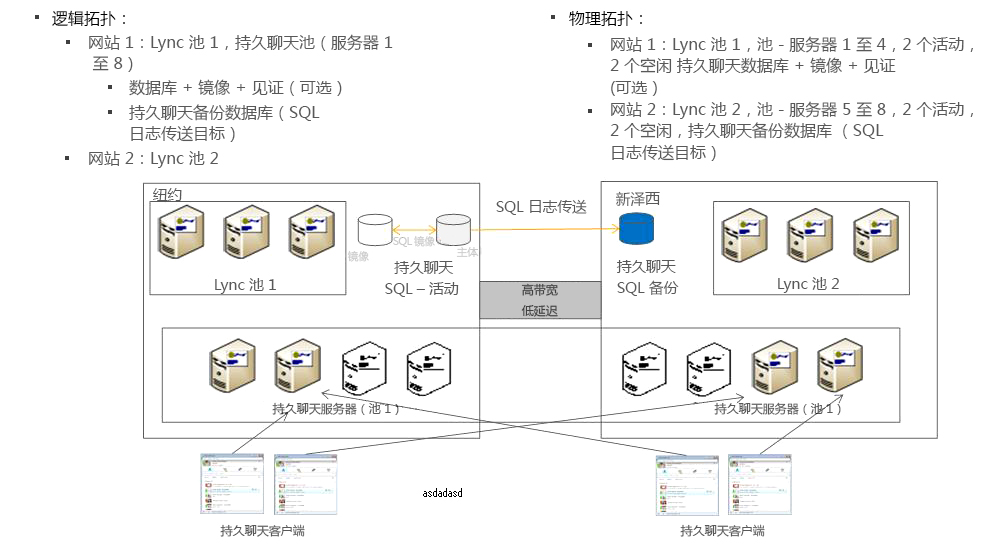 逻辑拓扑：
网站 1：Lync 池 1，持久聊天池（服务器 1
至 8）
数据库 + 镜像 + 见证（可选）
持久聊天备份数据库（SQL
日志传送目标）
网站 2：Lync 池 2
物理拓扑：
网站 1：Lync 池 1，池 - 服务器 1 至 4，2 个活动，
2 个空闲 持久聊天数据库 + 镜像 + 见证
(可选）
网站 2：Lync 池 2，池 - 服务器 5 至 8，2 个活动，
2 个空闲，持久聊天备份数据库 （SQL
日志传送目标）
纽约
Lync 池 1
镜像
SQL 镜像
主体
持久聊天
SQL – 活动
SQL 日志传送
高带宽
低延迟
新泽西
持久聊天
SQL 备份
Lync 池 2
持久聊天服务器（池 1）
持久聊天服务器（池 1）
asdadasd
持久聊天客户端
持久聊天客户端